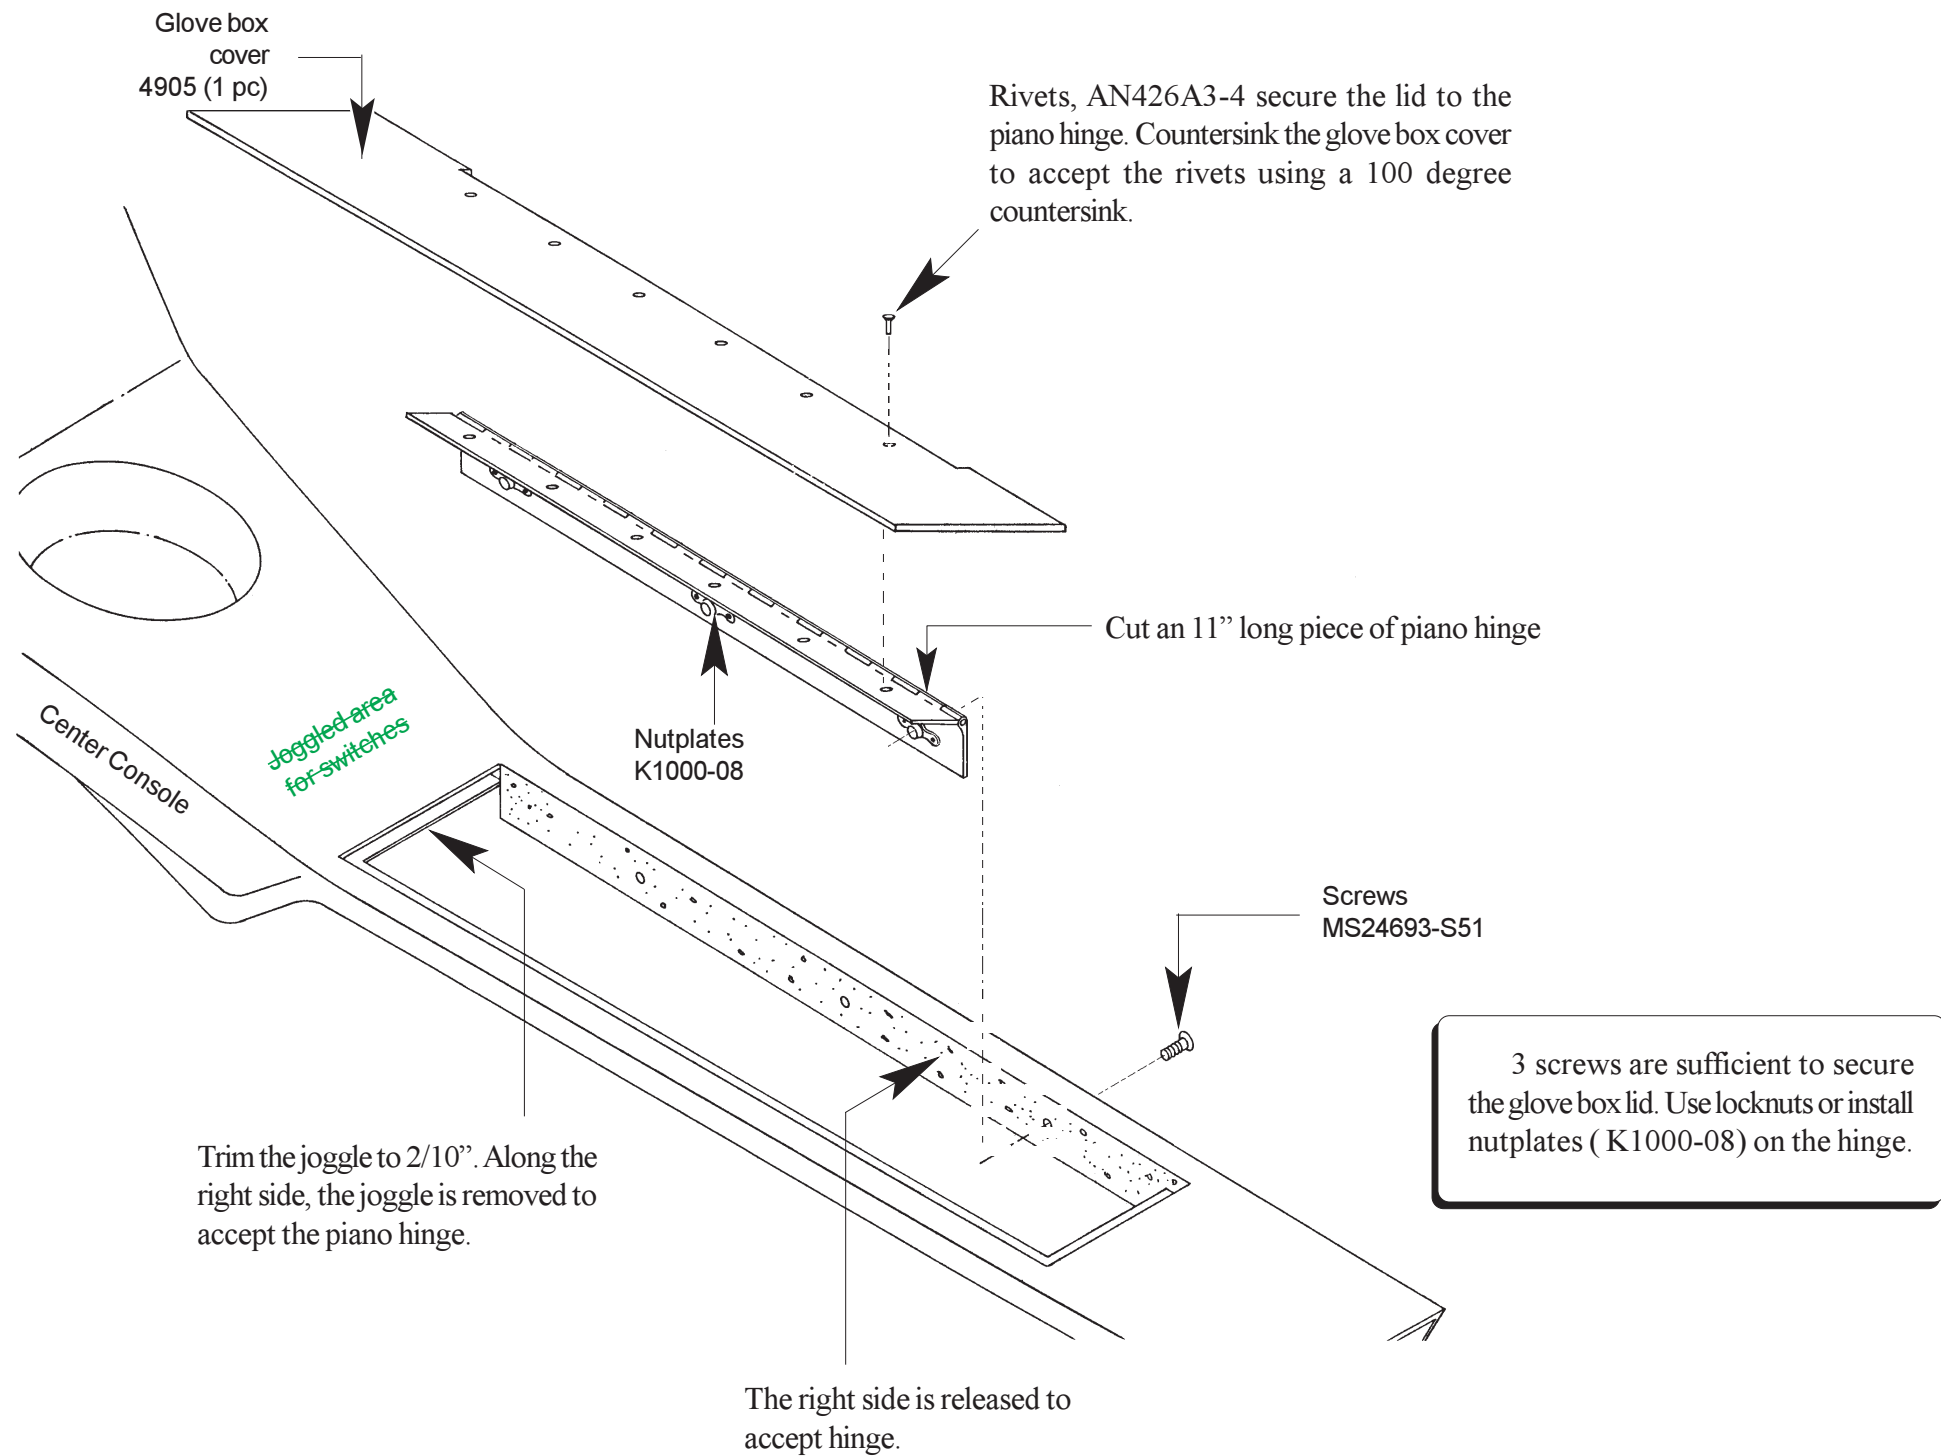 Glove box
cover
4905 (1 pc)
Rivets, AN426A3-4 secure the lid to the
piano hinge. Countersink the glove box cover
to accept the rivets using a 100 degree
countersink.
Cut an 11” long piece of piano hinge
Nutplates
K1000-08
Joggled area
for switches
Center Console
Screws
MS24693-S51
3 screws are sufficient to secure
the glove box lid. Use locknuts or install
nutplates ( K1000-08) on the hinge.
Trim the joggle to 2/10”. Along the
right side, the joggle is removed to
accept the piano hinge.
The right side is released to
accept hinge.